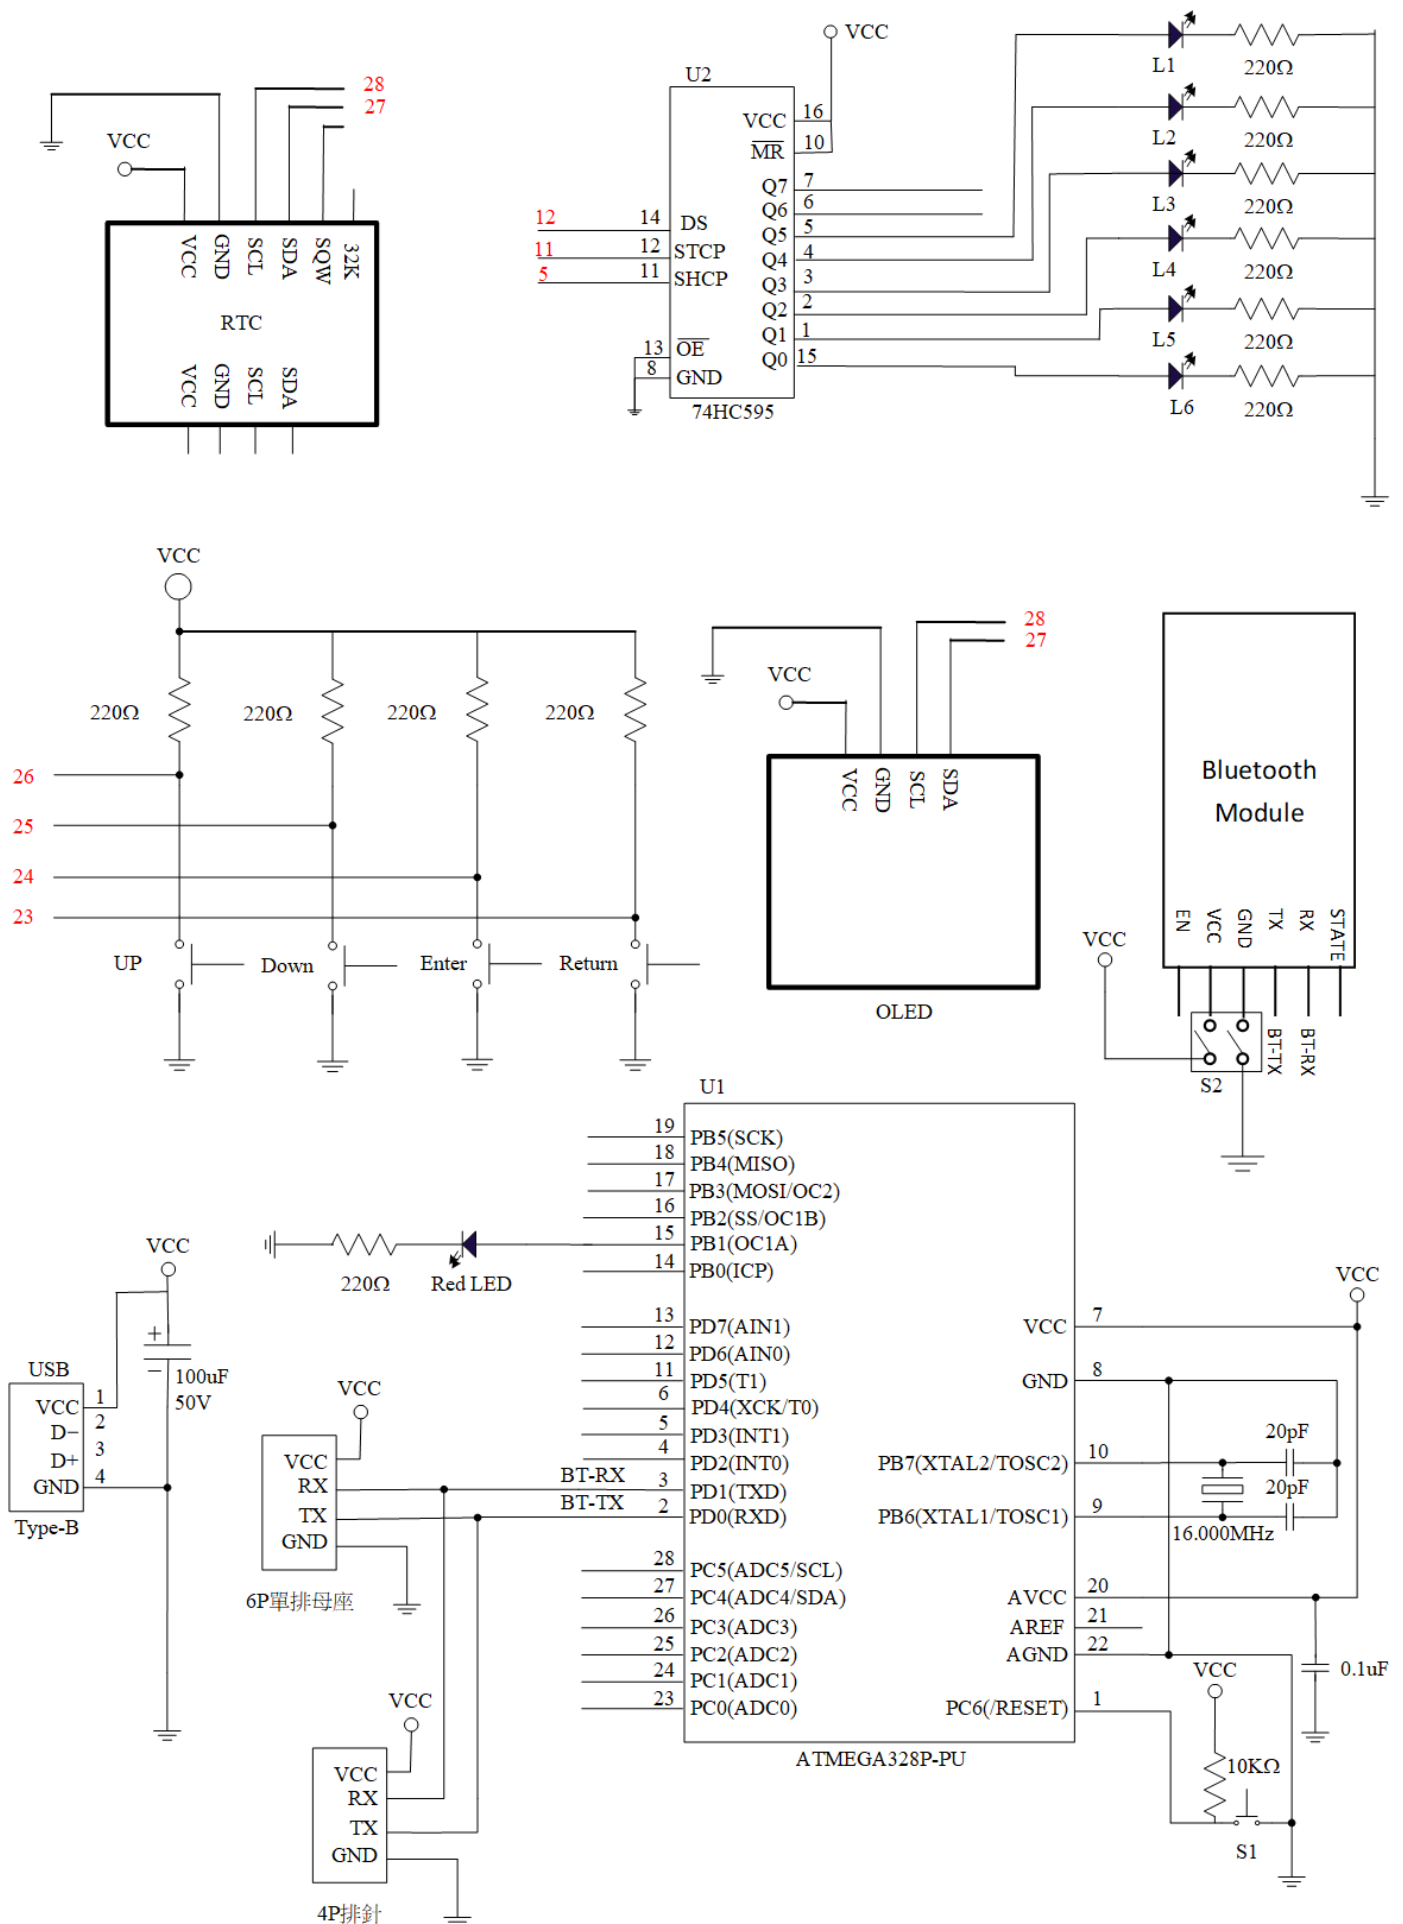 28
27
VCC
VCC
GND
SCL
SDA
SQW
32K
RTC
VCC
GND
SCL
SDA
VCC
U2
VCC
16
MR
10
Q7
7
Q6
6
Q5
5
Q4
4
Q3
3
Q2
2
Q1
1
Q0
15
12
14
DS
11
12
STCP
5
11
SHCP
13
OE
8
GND
74HC595
L1
220Ω
L2
220Ω
L3
220Ω
L4
220Ω
L5
220Ω
L6
220Ω
VCC
220Ω
220Ω
220Ω
220Ω
26
25
24
23
UP
Down
Enter
Return
28
27
VCC
VCC
GND
SCL
SDA
OLED
Bluetooth
Module
EN
VCC
GND
TX
RX
STATE
VCC
BT-TX
BT-RX
S2
U1
19
PB5(SCK)
18
PB4(MISO)
17
PB3(MOSI/OC2)
16
PB2(SS/OC1B)
15
PB1(OC1A)
14
PB0(ICP)
220Ω
Red LED
13
PD7(AIN1)
12
PD6(AIN0)
11
PD5(T1)
6
PD4(XCK/T0)
5
PD3(INT1)
4
PD2(INT0)
BT-RX
3
PD1(TXD)
BT-TX
2
PD0(RXD)
28
PC5(ADC5/SCL)
27
PC4(ADC4/SDA)
26
PC3(ADC3)
25
PC2(ADC2)
24
PC1(ADC1)
23
PC0(ADC0)
VCC
7
GND
8
PB7(XTAL2/TOSC2)
10
PB6(XTAL1/TOSC1)
9
AVCC
20
AREF
21
AGND
22
PC6(/RESET)
1
ATMEGA328P-PU
VCC
20pF
20pF
16.000MHz
0.1uF
VCC
10KΩ
S1
VCC
100uF
50V
USB
VCC
1
D−
2
D+
3
GND
4
Type-B
VCC
VCC
RX
TX
GND
6P單排母座
VCC
VCC
RX
TX
GND
4P排針